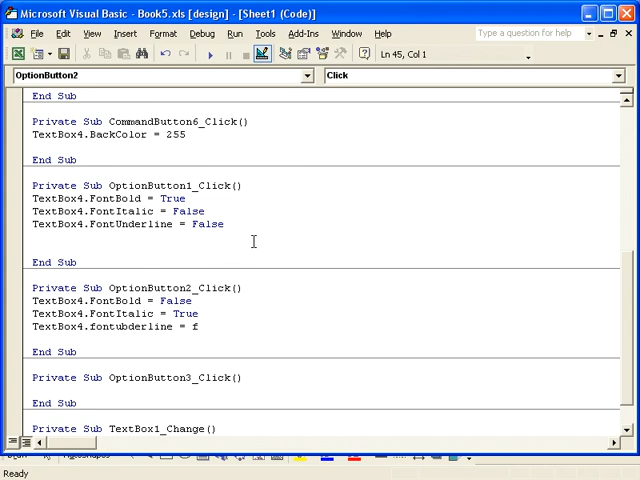 Microsoft Visual Basic - Book5.xls [design] - [Sheet1 (Code)]
File Edit View Insert Format Debug Run Tools Add-Ins Window Help Type a question for help
Ln 45, Col 1
OptionButton2 Click
End Sub
Private Sub CommandButton6_Click()
TextBox4.BackColor = 255
End Sub
Private Sub OptionButton1_Click()
TextBox4.FontBold = True
TextBox4.FontItalic = False
TextBox4.FontUnderline = False
End Sub
Private Sub OptionButton2_Click()
TextBox4.FontBold = False
TextBox4.FontItalic = True
TextBox4.fontubderline = f
End Sub
Private Sub OptionButton3_Click()
End Sub
Private Sub TextBox1_Change()
Ready